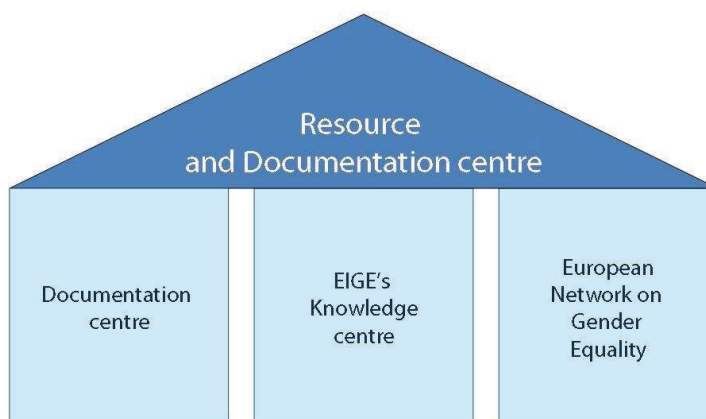 Resource
and Documentation centre
Documentation
centre
EIGE's
Knowledge
centre
European
Network on
Gender
Equality